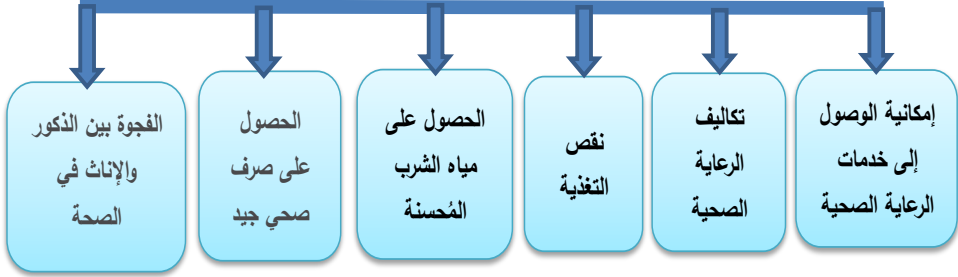 إمكانية الوصول
إلى خدمات
الرعاية الصحية
تكاليف
الرعاية
الصحية
نقص
التغذية
الحصول على
مياه الشرب
المُحسنة
الحصول
على صرف
صحي جيد
الفجوة بين الذكور
والإناث في
الصحة